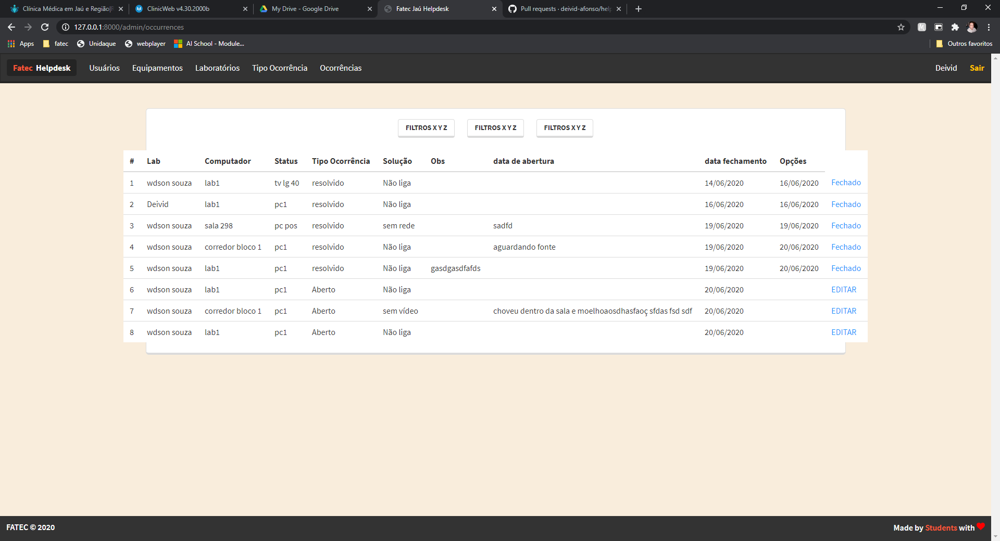 Clínica Médica em Jaú e Região|R
ClinicWeb v4.30.2000b
My Drive - Google Drive
Fatec Jaú Helpdesk
Pull requests · deivid-afonso/help
127.0.0.1:8000/admin/occurrences
Apps fatec Unidaque webplayer AI School - Module... Outros favoritos
Fatec Helpdesk Usuários Equipamentos Laboratórios Tipo Ocorrência Ocorrências Deivid Sair
FILTROS X Y Z FILTROS X Y Z FILTROS X Y Z
# Lab Computador Status Tipo Ocorrência Solução Obs data de abertura data fechamento Opções
1 wdson souza lab1 tv lg 40 resolvido Não liga 14/06/2020 16/06/2020 Fechado
2 Deivid lab1 pc1 resolvido Não liga 16/06/2020 16/06/2020 Fechado
3 wdson souza sala 298 pc pos resolvido sem rede sadfd 19/06/2020 19/06/2020 Fechado
4 wdson souza corredor bloco 1 pc1 resolvido Não liga aguardando fonte 19/06/2020 20/06/2020 Fechado
5 wdson souza lab1 pc1 resolvido Não liga gasdgasdfafds 19/06/2020 20/06/2020 Fechado
6 wdson souza lab1 pc1 Aberto Não liga 20/06/2020 EDITAR
7 wdson souza corredor bloco 1 pc1 Aberto sem vídeo choveu dentro da sala e moelhoaosdhasfaoç sfdas fsd sdf 20/06/2020 EDITAR
8 wdson souza lab1 pc1 Aberto Não liga 20/06/2020 EDITAR
FATEC © 2020 Made by Students with